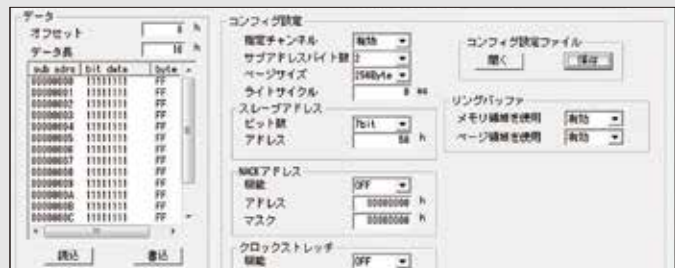 データ
オフセット 0 h
データ長 10 h
sub adrs bit data byte
00000000 11111111 FF
00000001 11111111 FF
00000002 11111111 FF
00000003 11111111 FF
00000004 11111111 FF
00000005 11111111 FF
00000006 11111111 FF
00000007 11111111 FF
00000008 11111111 FF
00000009 11111111 FF
0000000A 11111111 FF
0000000B 11111111 FF
0000000C 11111111 FF
読込 書込
コンフィグ設定
指定チャンネル 有効
サブアドレスバイト数 2
ページサイズ 256Byte
ライトサイクル 0 ms
スレーブアドレス
ビット数 7bit
アドレス 50 h
NACKアドレス
機能 OFF
アドレス 00000000 h
マスク 00000000 h
クロックストレッチ
機能 OFF
コンフィグ設定ファイル
開く 保存
リングバッファ
メモリ領域を使用 有効
ページ領域を使用 有効